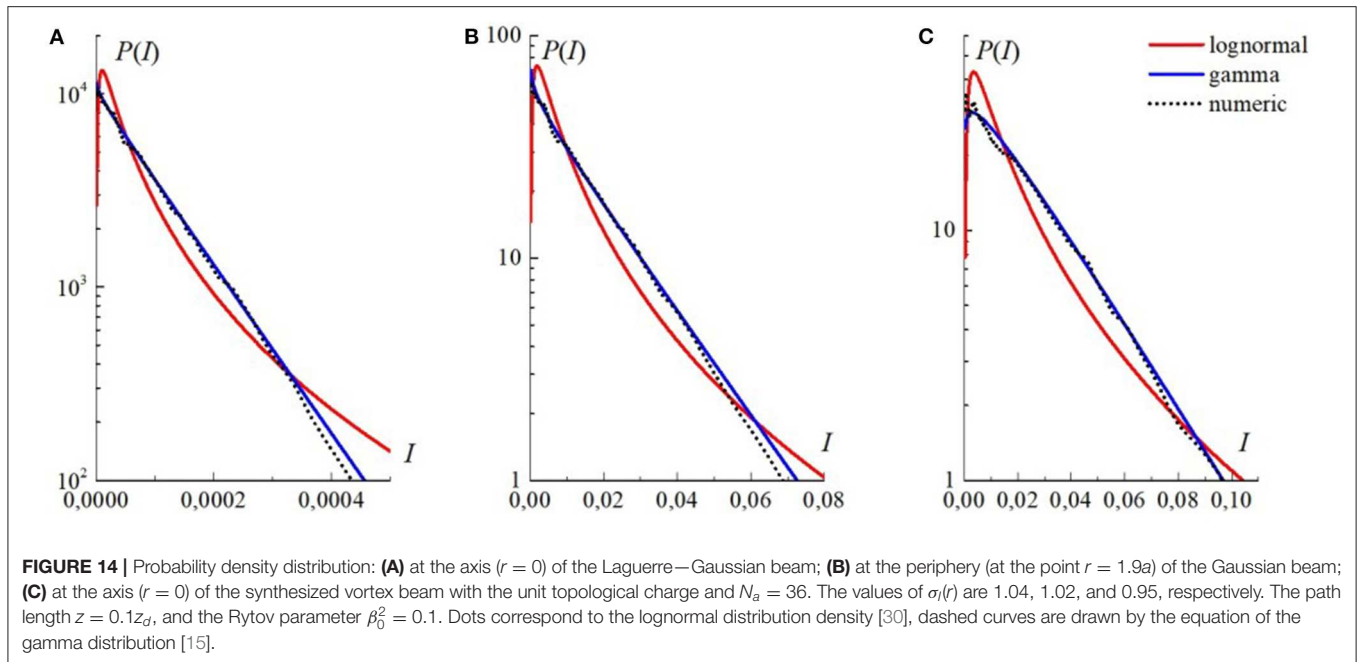 A
P(I)
10⁴
10³
10²
0,0000
0,0002
0,0004
I
B
100
P(I)
10
1
0,00
0,02
0,04
0,06
0,08
I
C
P(I)
10
1
0,00
0,02
0,04
0,06
0,08
0,10
I
lognormal
gamma
numeric
FIGURE 14 | Probability density distribution: (A) at the axis (r = 0) of the Laguerre–Gaussian beam; (B) at the periphery (at the point r = 1.9a) of the Gaussian beam;
(C) at the axis (r = 0) of the synthesized vortex beam with the unit topological charge and Nₐ = 36. The values of σ_I(r) are 1.04, 1.02, and 0.95, respectively. The path
length z = 0.1z_d, and the Rytov parameter β₀² = 0.1. Dots correspond to the lognormal distribution density [30], dashed curves are drawn by the equation of the
gamma distribution [15].